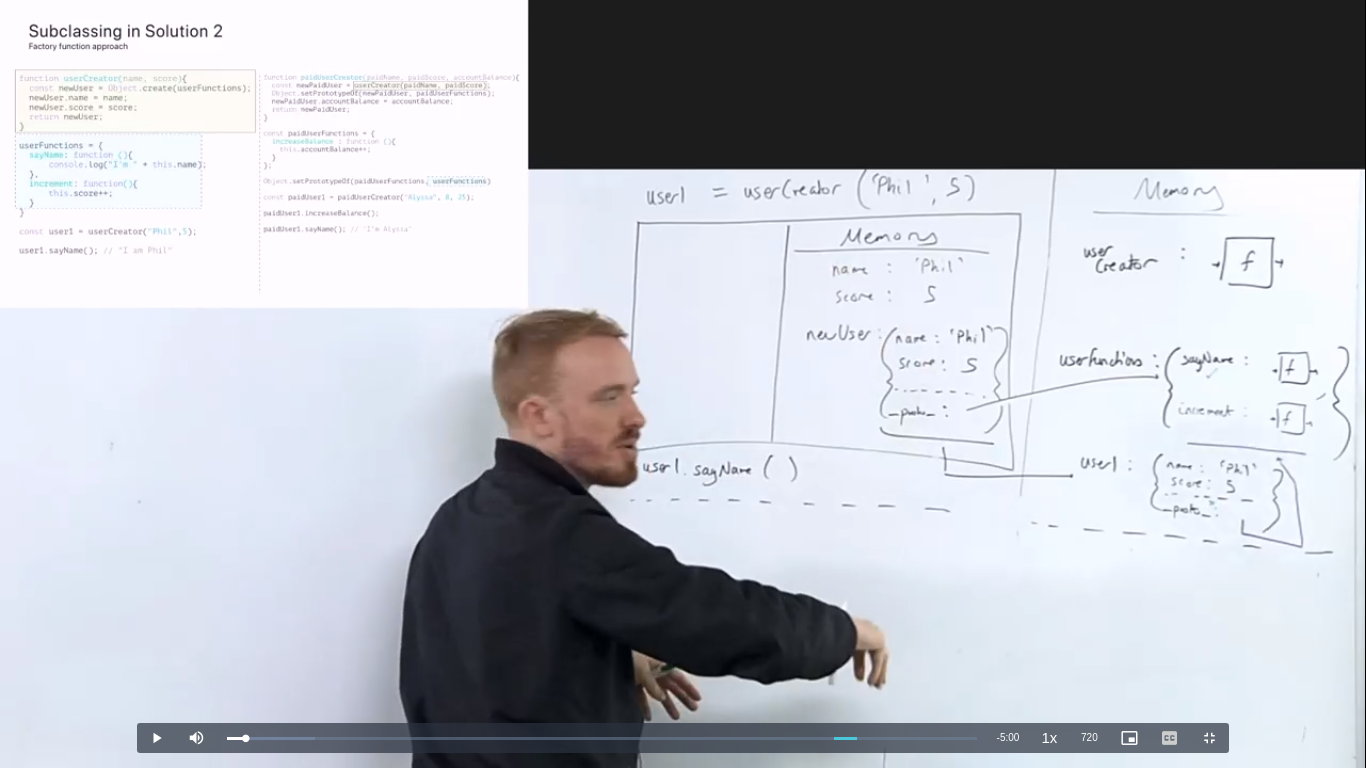 Subclassing in Solution 2
Factory function approach
function userCreator(name, score){
const newUser = Object.create(userFunctions);
newUser.name = name;
newUser.score = score;
return newUser;
}
userFunctions = {
sayName: function (){
console.log("I'm " + this.name);
},
increment: function(){
this.score++;
}
}
const user1 = userCreator("Phil",5);
user1.sayName(); // "I am Phil"
function paidUserCreator(paidName, paidScore, accountBalance){
const newPaidUser = userCreator(paidName, paidScore);
Object.setPrototypeOf(newPaidUser, paidUserFunctions);
newPaidUser.accountBalance = accountBalance;
return newPaidUser;
}
const paidUserFunctions = {
increaseBalance : function (){
this.accountBalance++;
}
};
Object.setPrototypeOf(paidUserFunctions, userFunctions)
const paidUser1 = paidUserCreator("Alyssa", 8, 25);
paidUser1.increaseBalance();
paidUser1.sayName(); // "I'm Alysia"
user1 = userCreator ('Phil', 5)
Memory
name : 'Phil'
score : 5
newUser : { name : 'Phil'
score : 5
__proto__ : }
user1.sayName ( )
Memory
user
Creator : f
userFunctions : { sayName : f
increment : f }
user1 : { name : 'Phil'
score : 5
__proto__ : }
-5:00
1x
720
CC